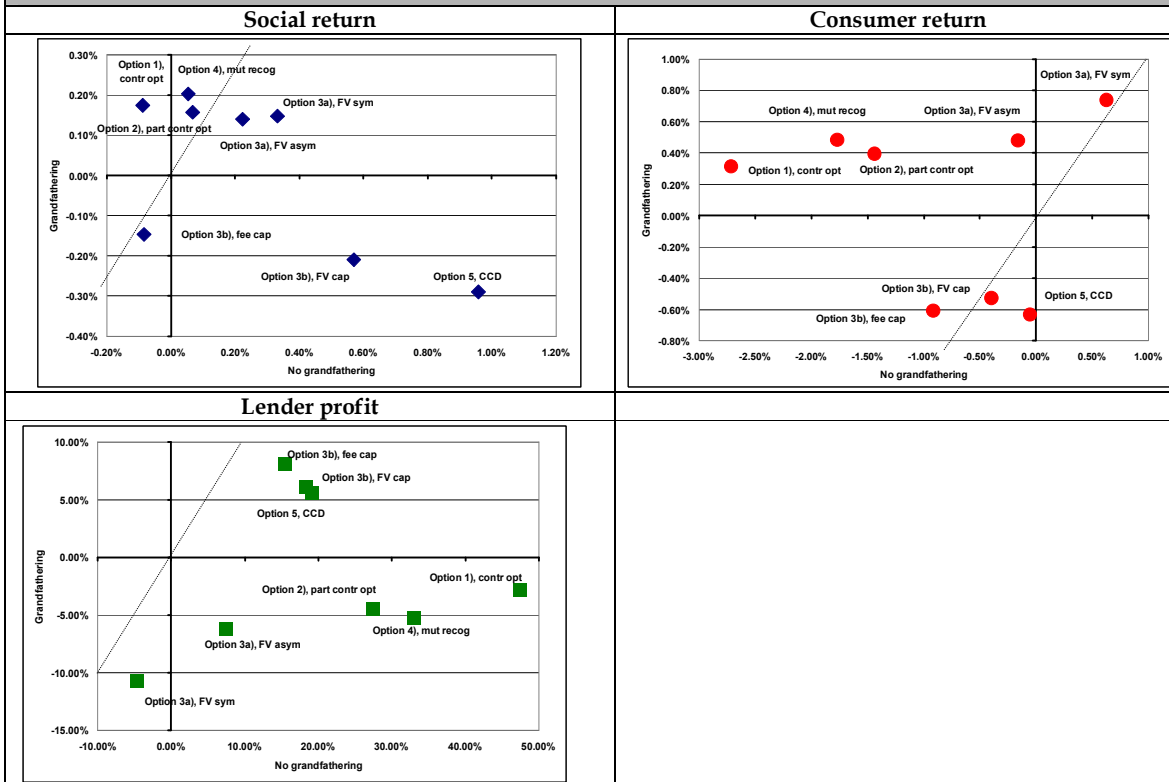 Social return
Consumer return
0.30%
0.20%
0.10%
0.00%
-0.10%
-0.20%
-0.30%
-0.40%
Grandfathering
Option 1),
contr opt
Option 4), mut recog
Option 3a), FV sym
Option 2), part contr opt
Option 3a), FV asym
Option 3b), fee cap
Option 3b), FV cap
Option 5, CCD
-0.20%
0.00%
0.20%
0.40%
0.60%
0.80%
1.00%
1.20%
No grandfathering
1.00%
0.80%
0.60%
0.40%
0.20%
0.00%
-0.20%
-0.40%
-0.60%
-0.80%
Grandfathering
Option 3a), FV sym
Option 4), mut recog
Option 3a), FV asym
Option 1), contr opt
Option 2), part contr opt
Option 3b), FV cap
Option 5, CCD
Option 3b), fee cap
-3.00%
-2.50%
-2.00%
-1.50%
-1.00%
-0.50%
0.00%
0.50%
1.00%
No grandfathering
Lender profit
10.00%
5.00%
0.00%
-5.00%
-10.00%
-15.00%
Grandfathering
Option 3b), fee cap
Option 3b), FV cap
Option 5, CCD
Option 1), contr opt
Option 2), part contr opt
Option 4), mut recog
Option 3a), FV asym
Option 3a), FV sym
-10.00%
0.00%
10.00%
20.00%
30.00%
40.00%
50.00%
No grandfathering